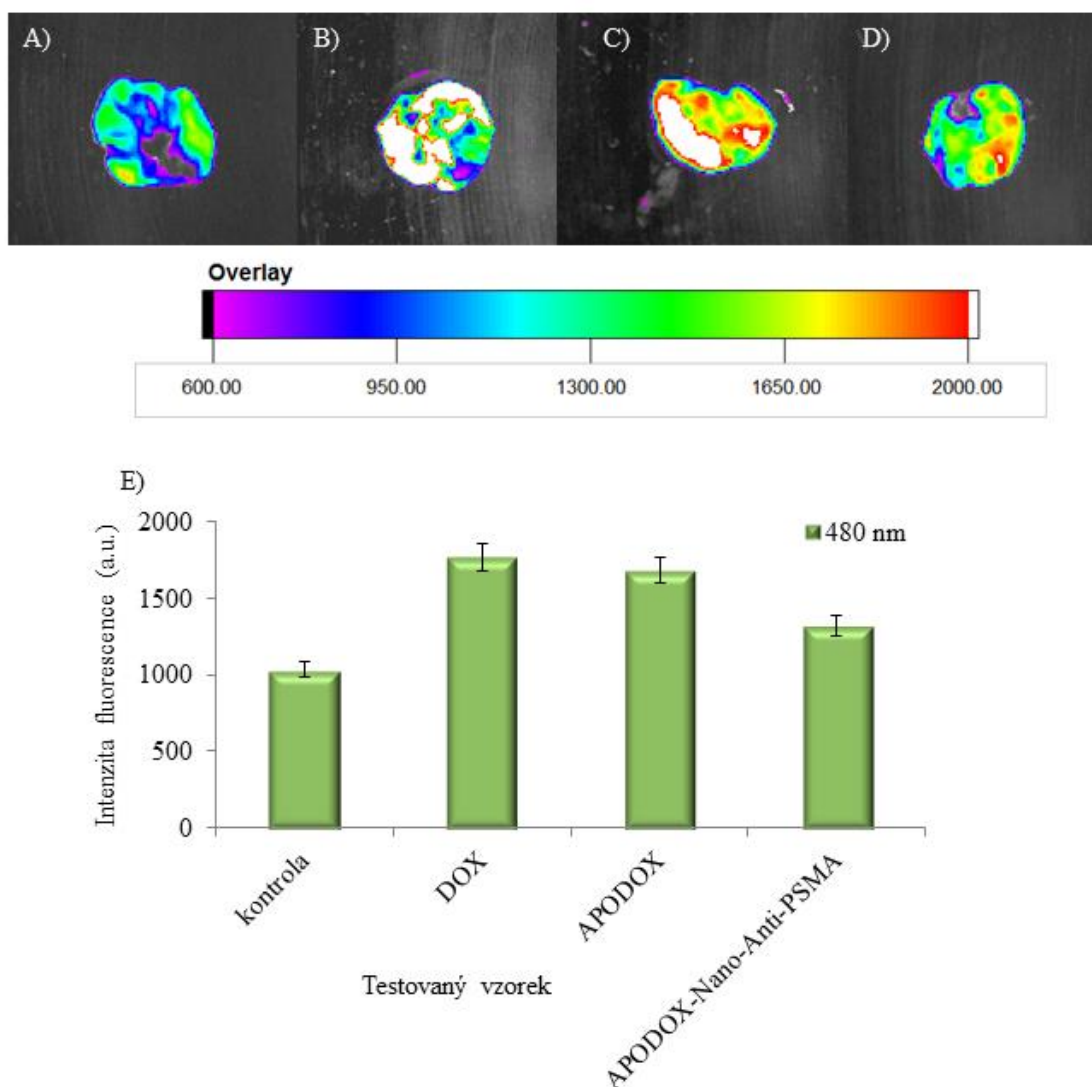 A) B) C) D)
Overlay
600.00 950.00 1300.00 1650.00 2000.00
E)
480 nm
Intenzita fluorescence (a.u.)
2000
1500
1000
500
0
kontrola
DOX
APODOX
APODOX-Nano-Anti-PSMA
Testovaný vzorek